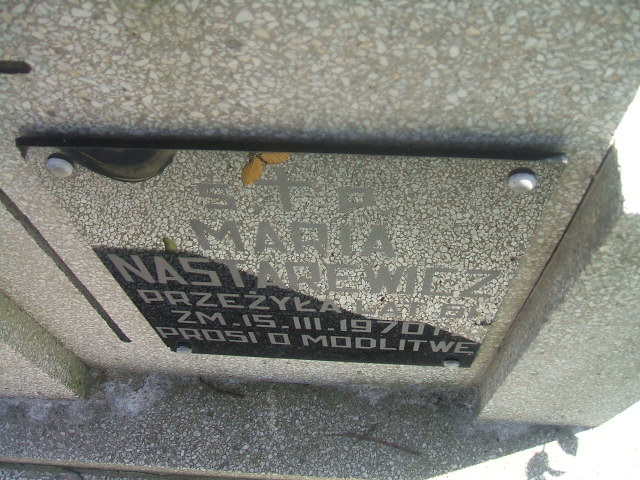 Ś. † P.
MARIA
NASTAREWICZ
PRZEŻYŁA LAT
ZM. 15. III. 1970 R.
PROSI O MODLITWĘ